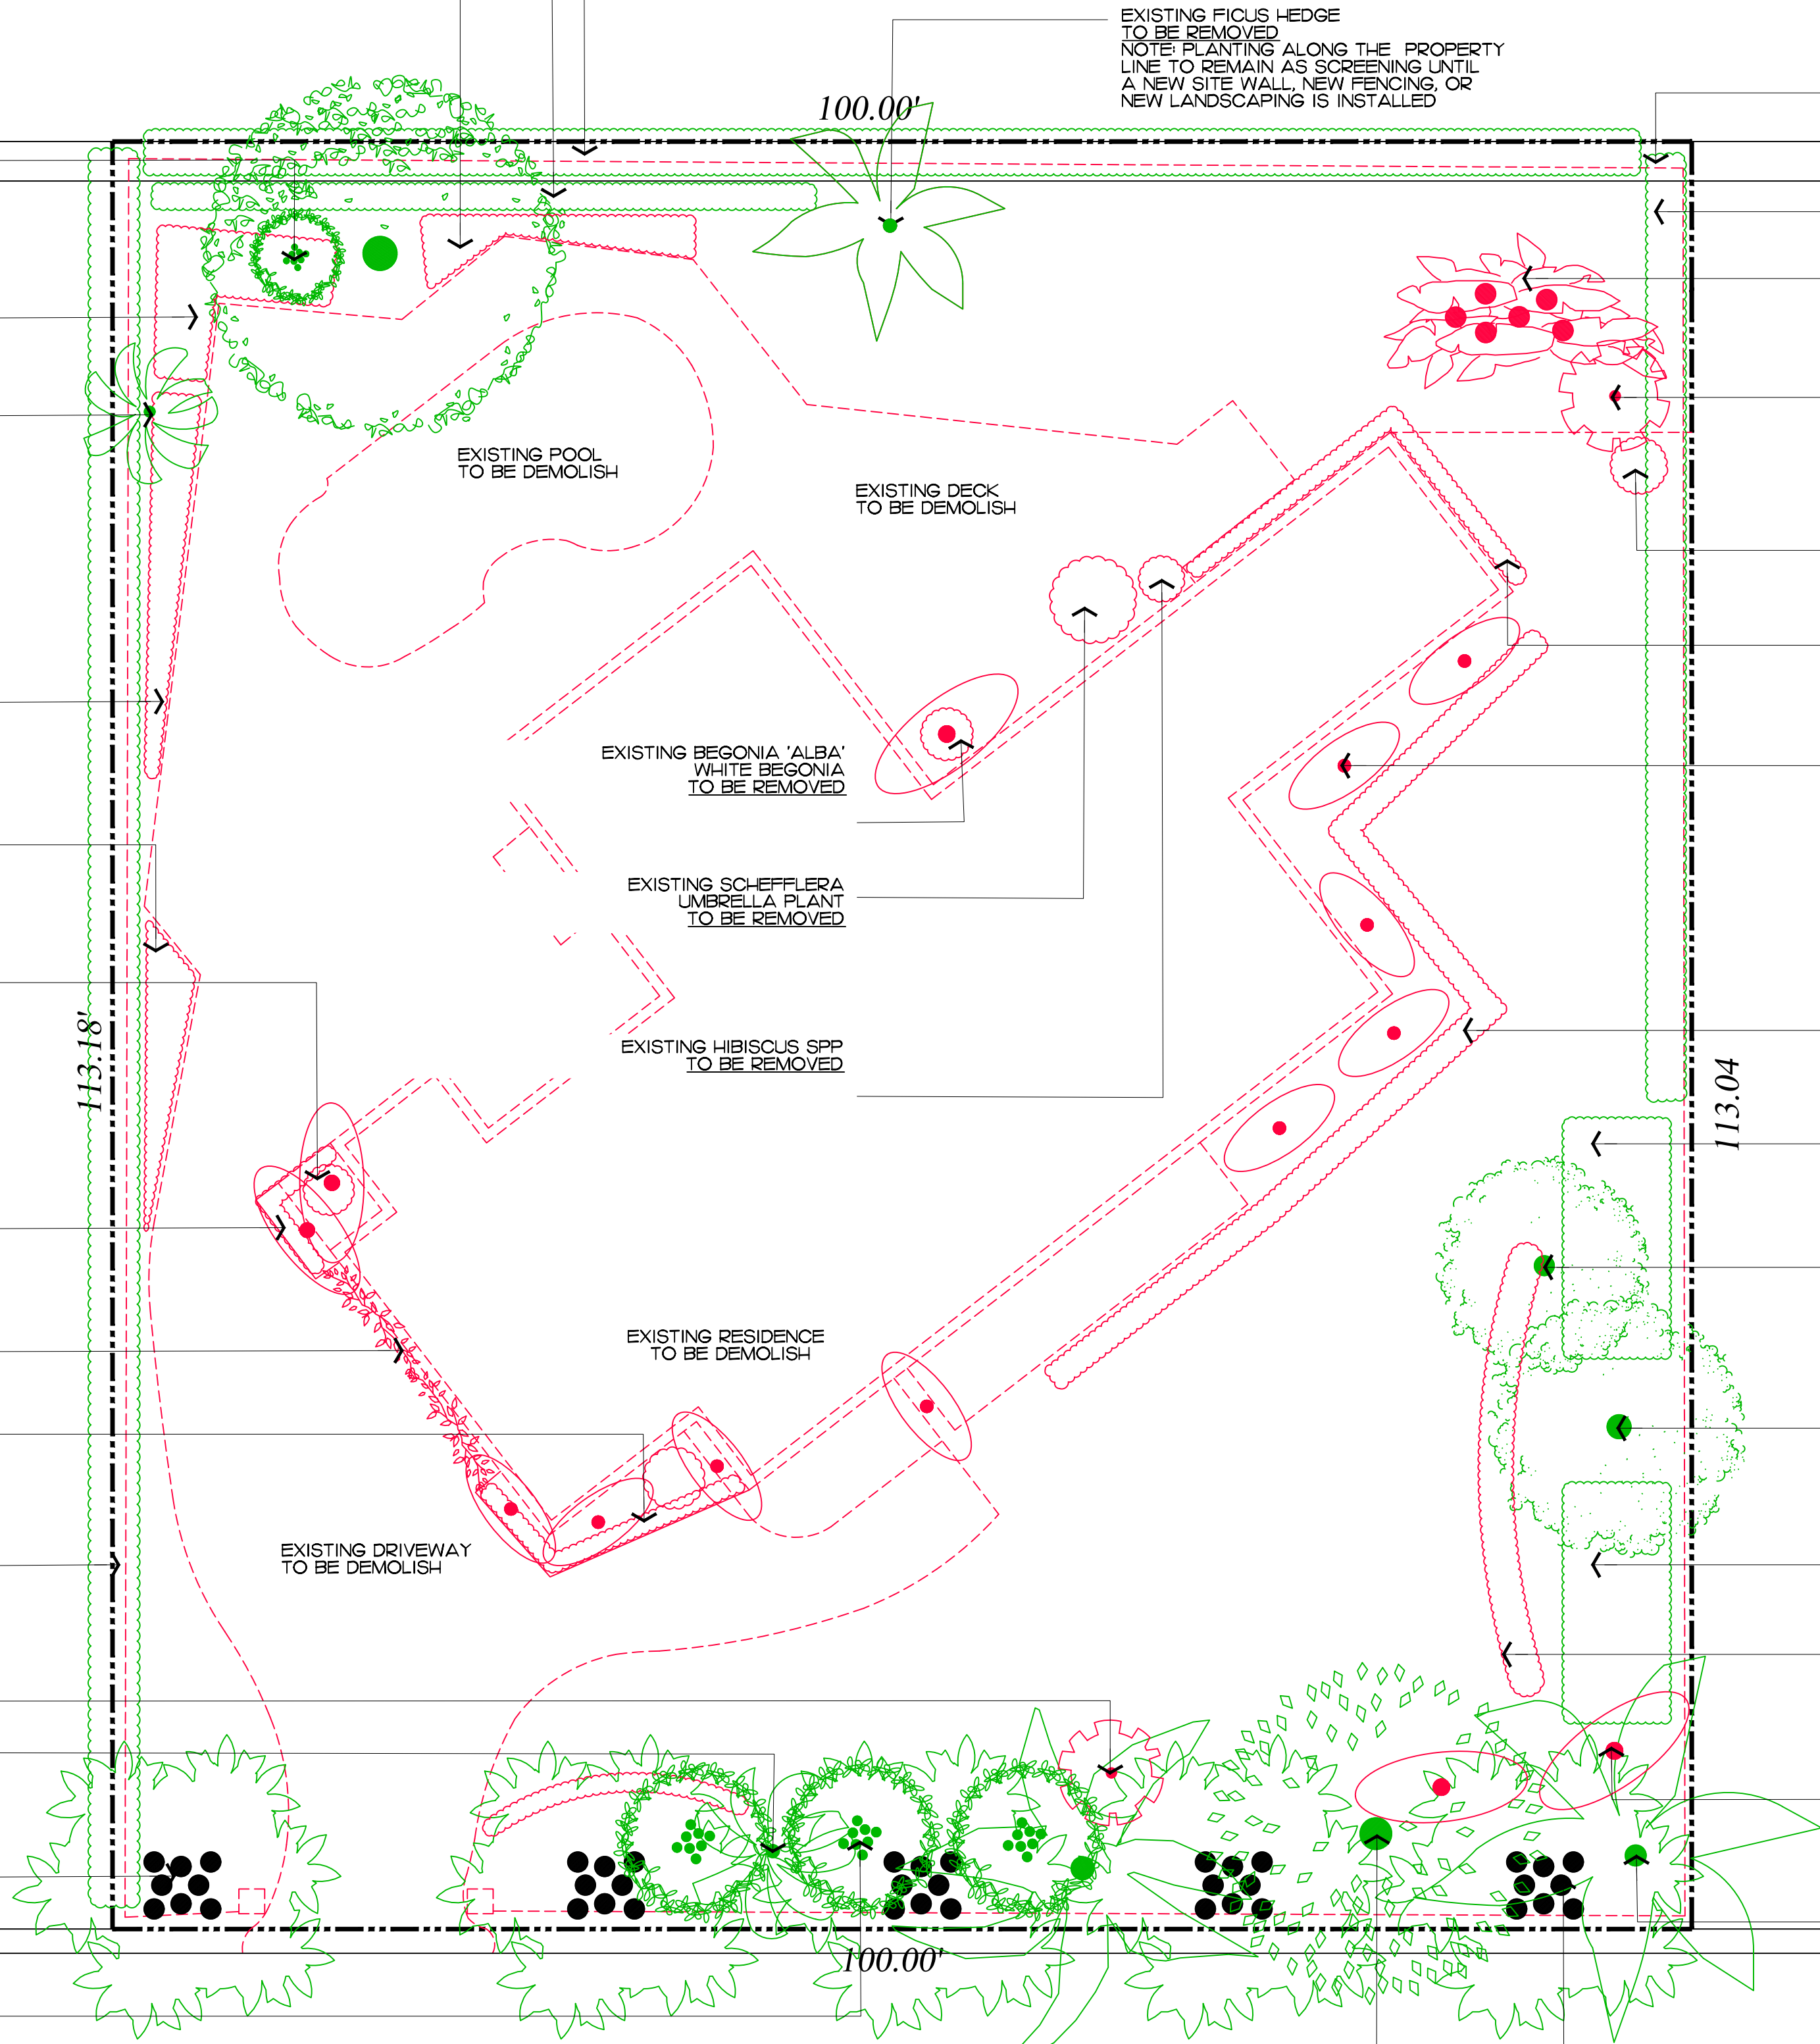 EXISTING FICUS HEDGE
TO BE REMOVED
NOTE: PLANTING ALONG THE PROPERTY
LINE TO REMAIN AS SCREENING UNTIL
A NEW SITE WALL, NEW FENCING, OR
NEW LANDSCAPING IS INSTALLED
100.00'
EXISTING POOL
TO BE DEMOLISH
EXISTING DECK
TO BE DEMOLISH
EXISTING BEGONIA 'ALBA'
WHITE BEGONIA
TO BE REMOVED
EXISTING SCHEFFLERA
UMBRELLA PLANT
TO BE REMOVED
EXISTING HIBISCUS SPP
TO BE REMOVED
113.18'
113.04
EXISTING RESIDENCE
TO BE DEMOLISH
EXISTING DRIVEWAY
TO BE DEMOLISH
100.00'